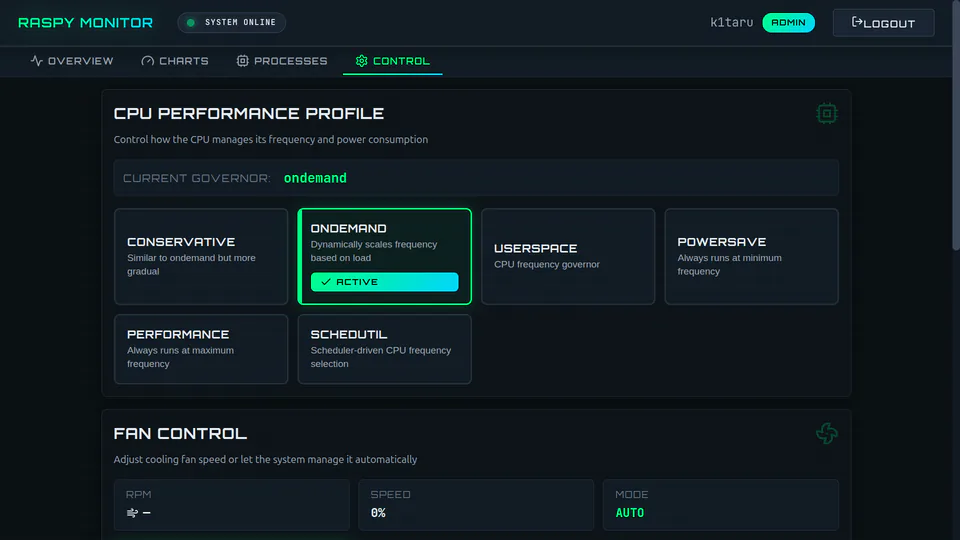 RASPY MONITOR
SYSTEM ONLINE
k1taru
ADMIN
LOGOUT
OVERVIEW
CHARTS
PROCESSES
CONTROL
CPU PERFORMANCE PROFILE
Control how the CPU manages its frequency and power consumption
CURRENT GOVERNOR: ondemand
CONSERVATIVE
Similar to ondemand but more
gradual
ONDEMAND
Dynamically scales frequency
based on load
ACTIVE
USERSPACE
CPU frequency governor
POWERSAVE
Always runs at minimum
frequency
PERFORMANCE
Always runs at maximum
frequency
SCHEDUTIL
Scheduler-driven CPU frequency
selection
FAN CONTROL
Adjust cooling fan speed or let the system manage it automatically
RPM
—
SPEED
0%
MODE
AUTO